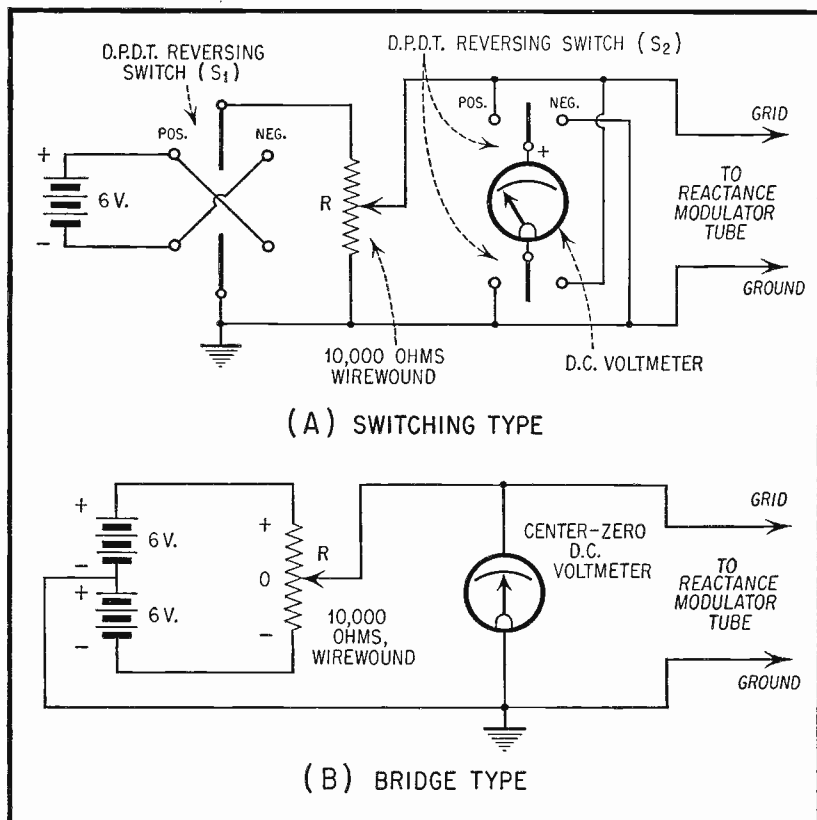 D.P.D.T. REVERSING
SWITCH (S1)
D.P.D.T. REVERSING SWITCH (S2)
POS.
NEG.
POS.
NEG.
GRID
+
6 V.
-
R
+
TO
REACTANCE
MODULATOR
TUBE
GROUND
10,000 OHMS
WIREWOUND
D.C. VOLTMETER
(A) SWITCHING TYPE
+
6 V.
-
+
6 V.
-
+
R
0
-
10,000
OHMS,
WIREWOUND
CENTER-ZERO
D.C.
VOLTMETER
GRID
TO
REACTANCE
MODULATOR
TUBE
GROUND
(B) BRIDGE TYPE